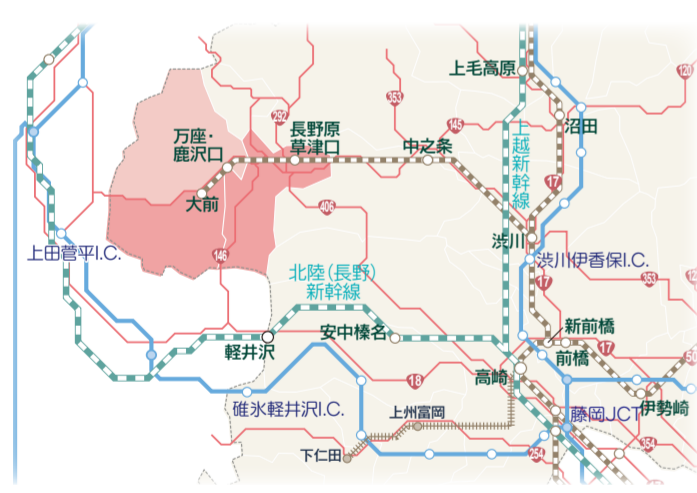 上毛高原
120
353
292
145
沼田
万座・
鹿沢口
長野原
草津口
中之条
上越新幹線
17
大前
406
渋川
上田菅平I.C.
146
渋川伊香保I.C.
北陸（長野）
新幹線
17
353
新前橋
安中榛名
軽井沢
前橋
17
50
高崎
18
碓氷軽井沢I.C.
上州富岡
藤岡JCT
伊勢崎
下仁田
254
354